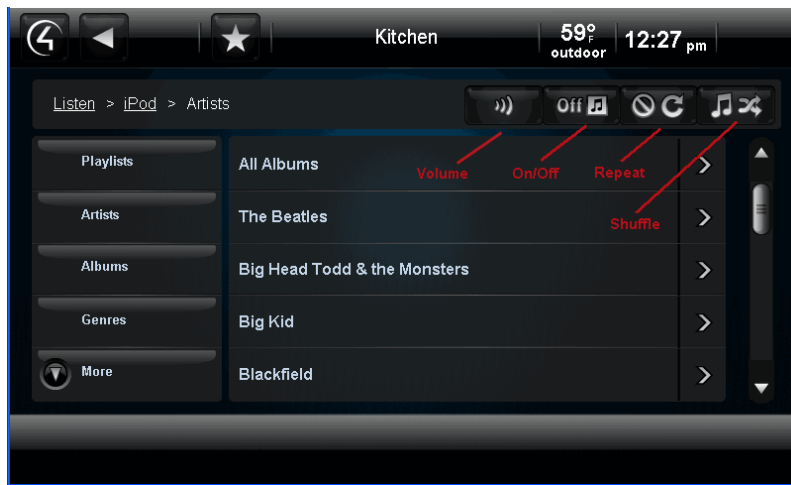 Kitchen
59°F
outdoor
12:27 pm
Listen > iPod > Artists
Off
Volume
On/Off
Repeat
Shuffle
Playlists
Artists
Albums
Genres
More
All Albums
The Beatles
Big Head Todd & the Monsters
Big Kid
Blackfield